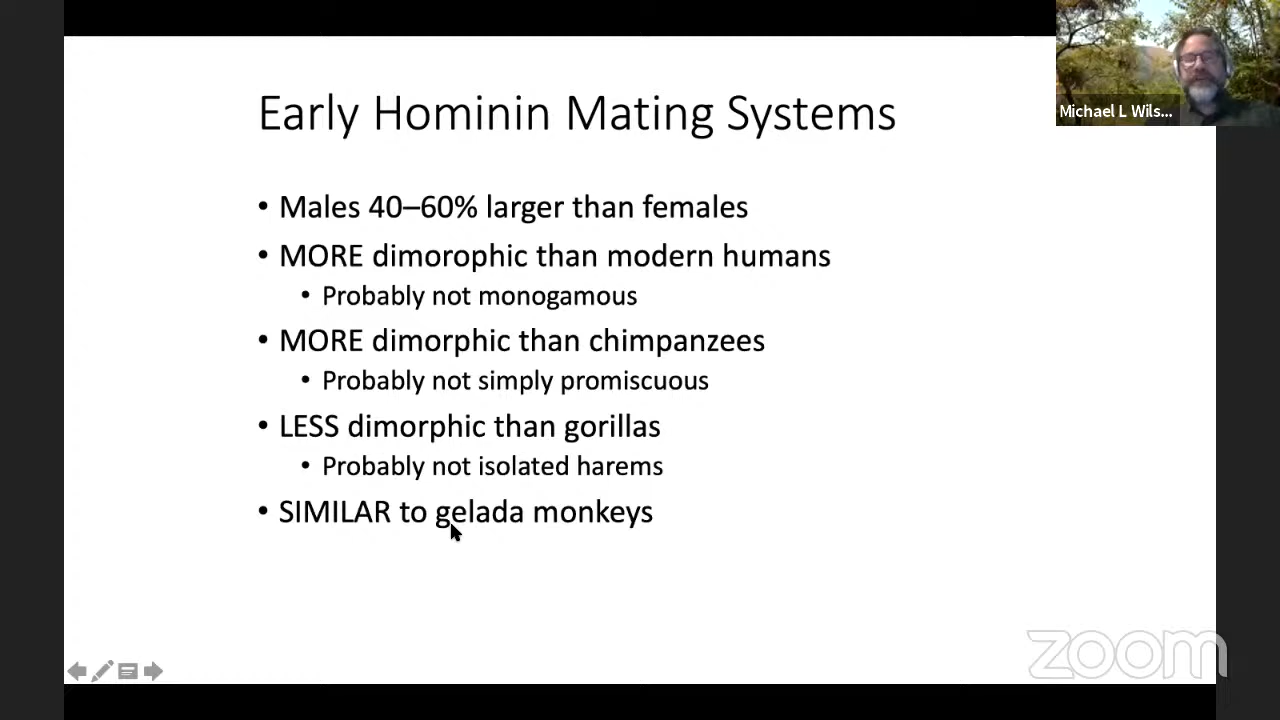 Early Hominin Mating Systems
Michael L Wils...
• Males 40–60% larger than females
• MORE dimorophic than modern humans
• Probably not monogamous
• MORE dimorphic than chimpanzees
• Probably not simply promiscuous
• LESS dimorphic than gorillas
• Probably not isolated harems
• SIMILAR to gelada monkeys
zoom